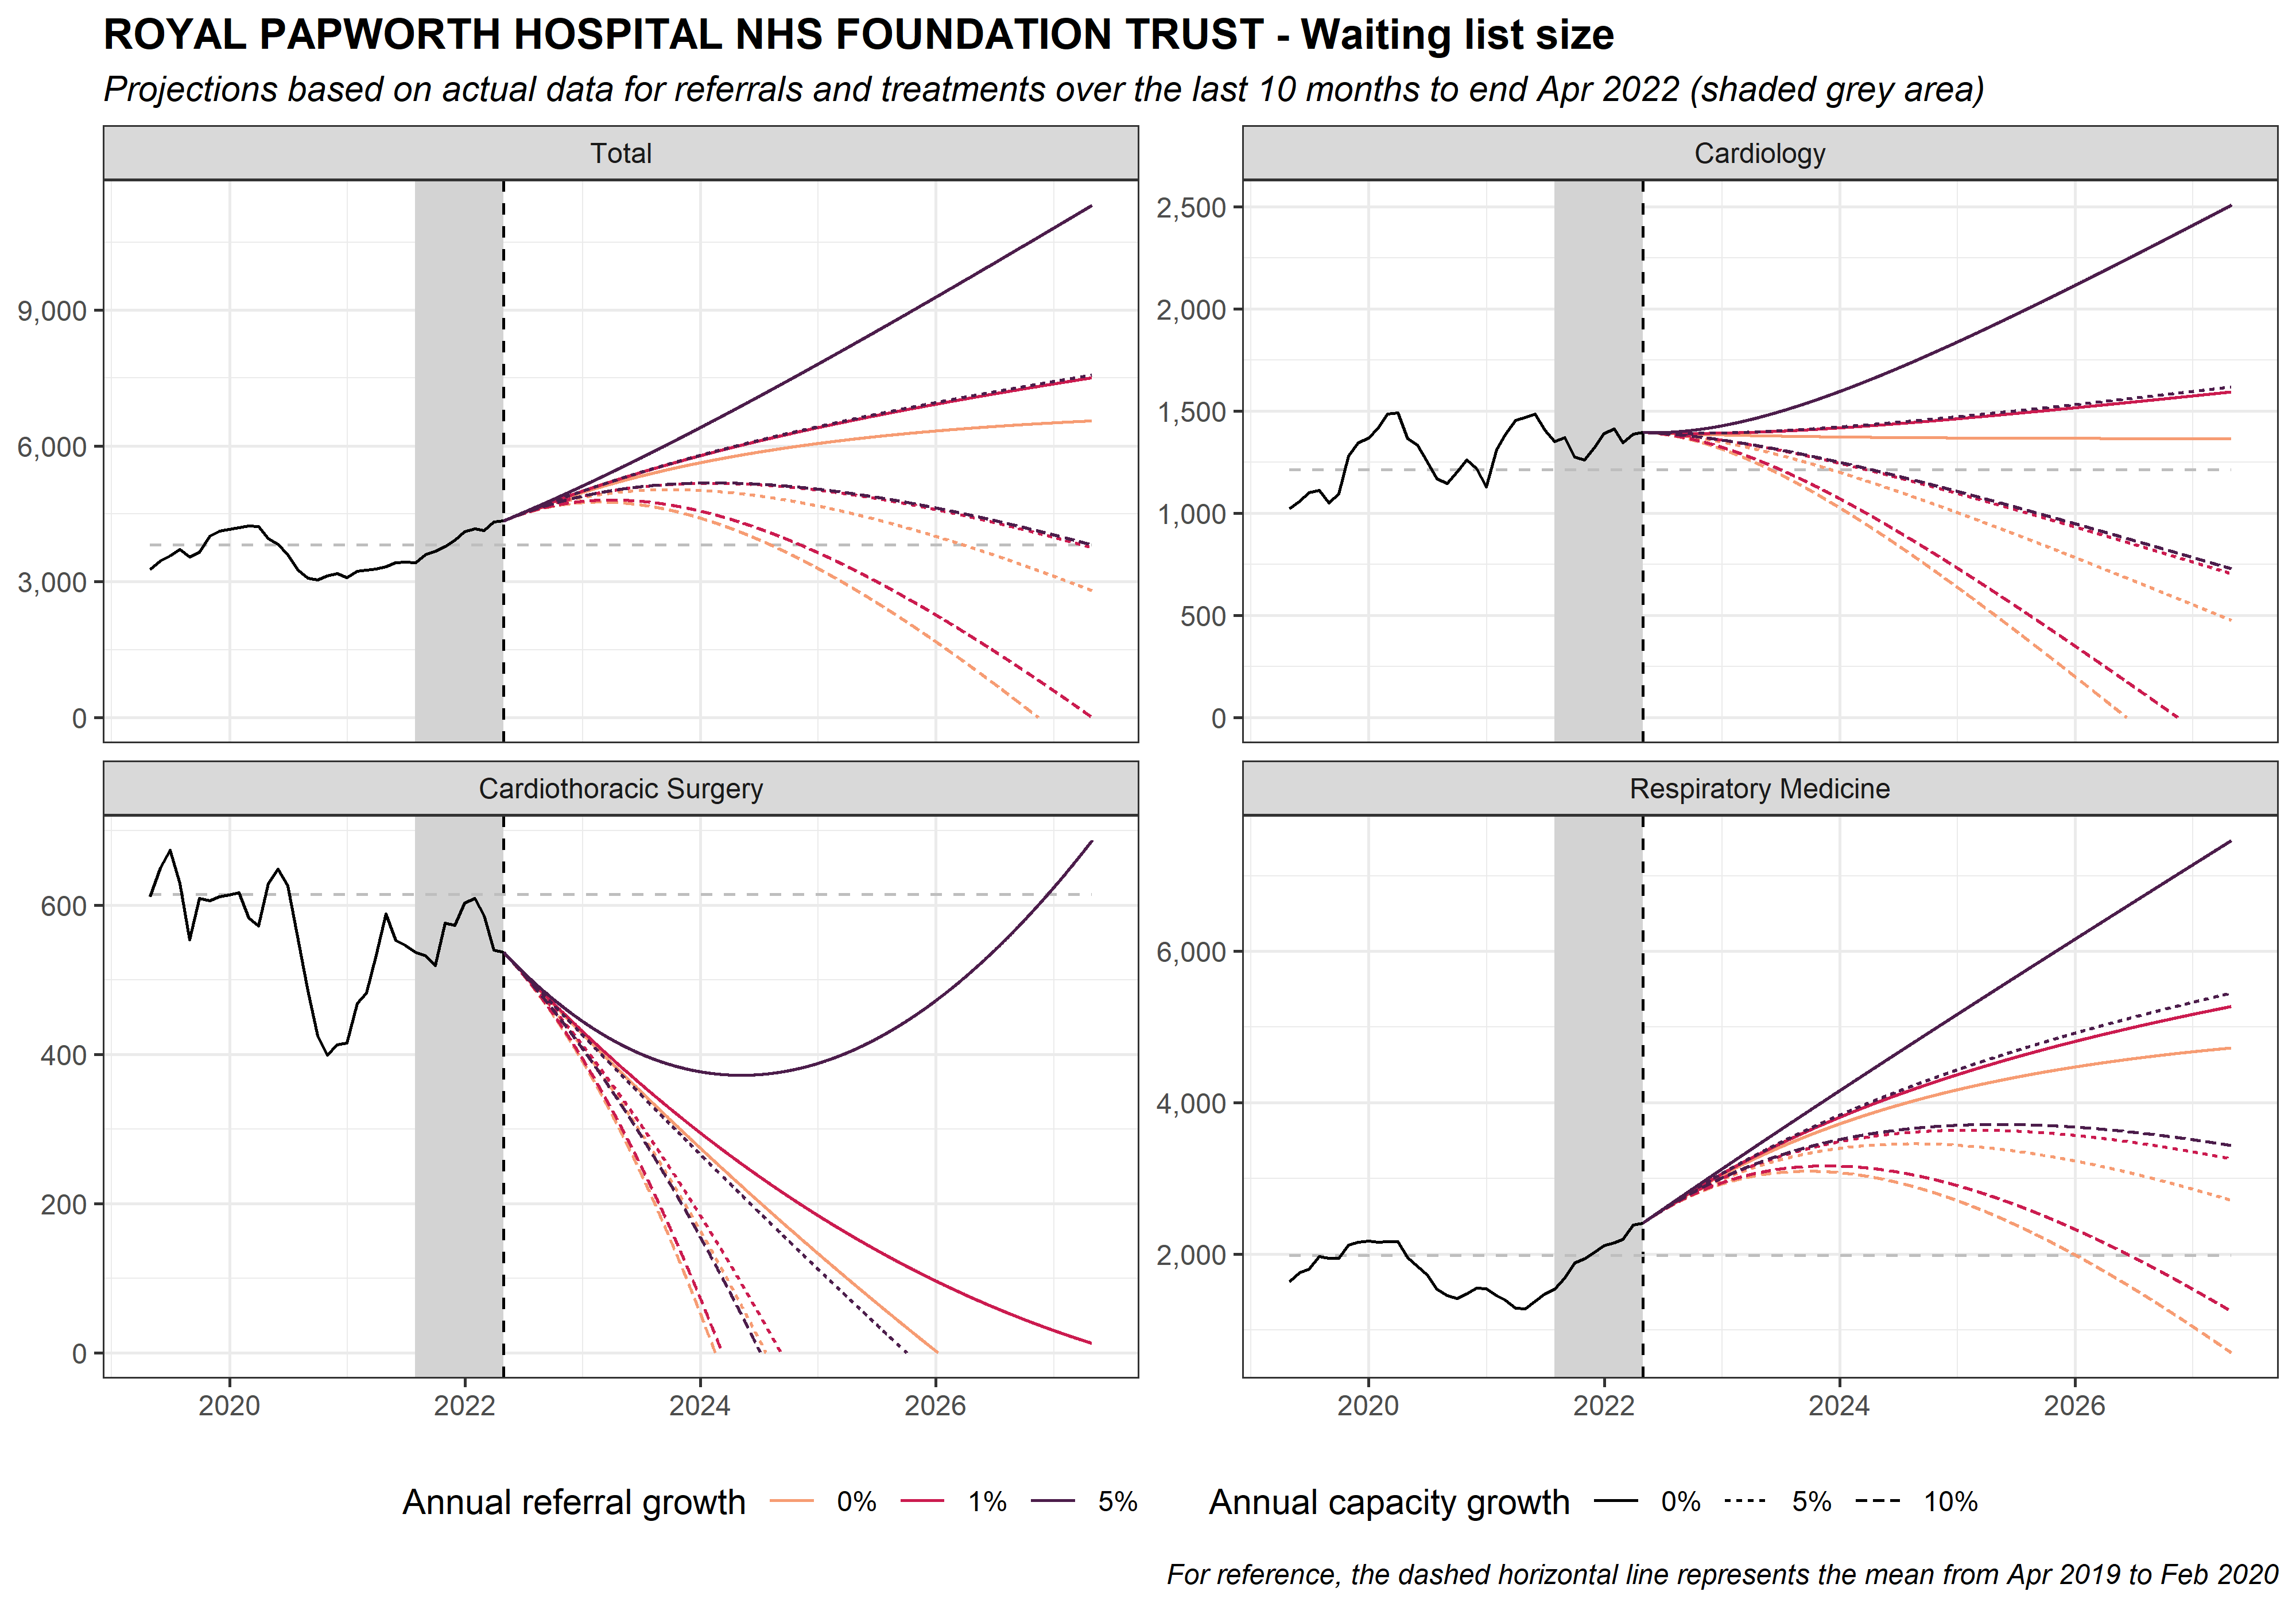 ROYAL PAPWORTH HOSPITAL NHS FOUNDATION TRUST - Waiting list size
Projections based on actual data for referrals and treatments over the last 10 months to end Apr 2022 (shaded grey area)
Total
9,000
6,000
3,000
0
Cardiology
2,500
2,000
1,500
1,000
500
0
Cardiothoracic Surgery
600
400
200
0
2020 2022 2024 2026
Respiratory Medicine
6,000
4,000
2,000
2020 2022 2024 2026
Annual referral growth 0% 1% 5%
Annual capacity growth 0% 5% 10%
For reference, the dashed horizontal line represents the mean from Apr 2019 to Feb 2020